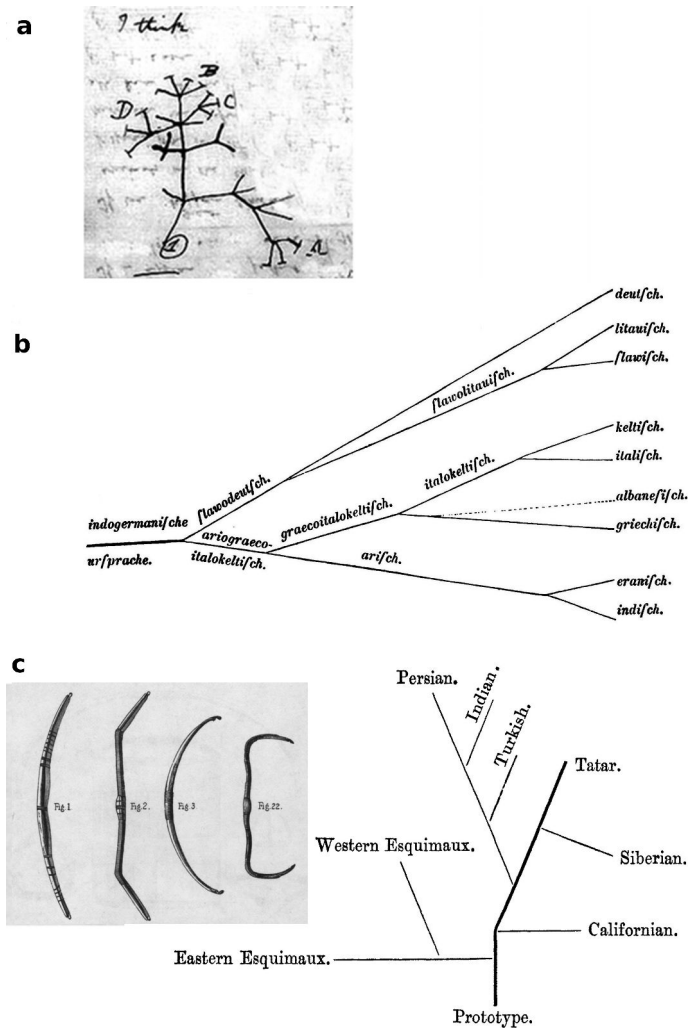 a
I think
B
C
D
A
1
b
deutſch.
litauiſch.
ſlawiſch.
ſlawolitauiſch.
keltiſch.
italiſch.
italokeltiſch.
albaneſiſch.
griechiſch.
graecoitalokeltiſch.
ſlawodeutſch.
indogermaniſche
urſprache.
ariograeco-
italokeltiſch.
ariſch.
eraniſch.
indiſch.
c
Fig.1
Fig.2.
Fig.3.
Fig.22.
Persian.
Indian.
Turkish.
Tatar.
Western Esquimaux.
Siberian.
Californian.
Eastern Esquimaux.
Prototype.